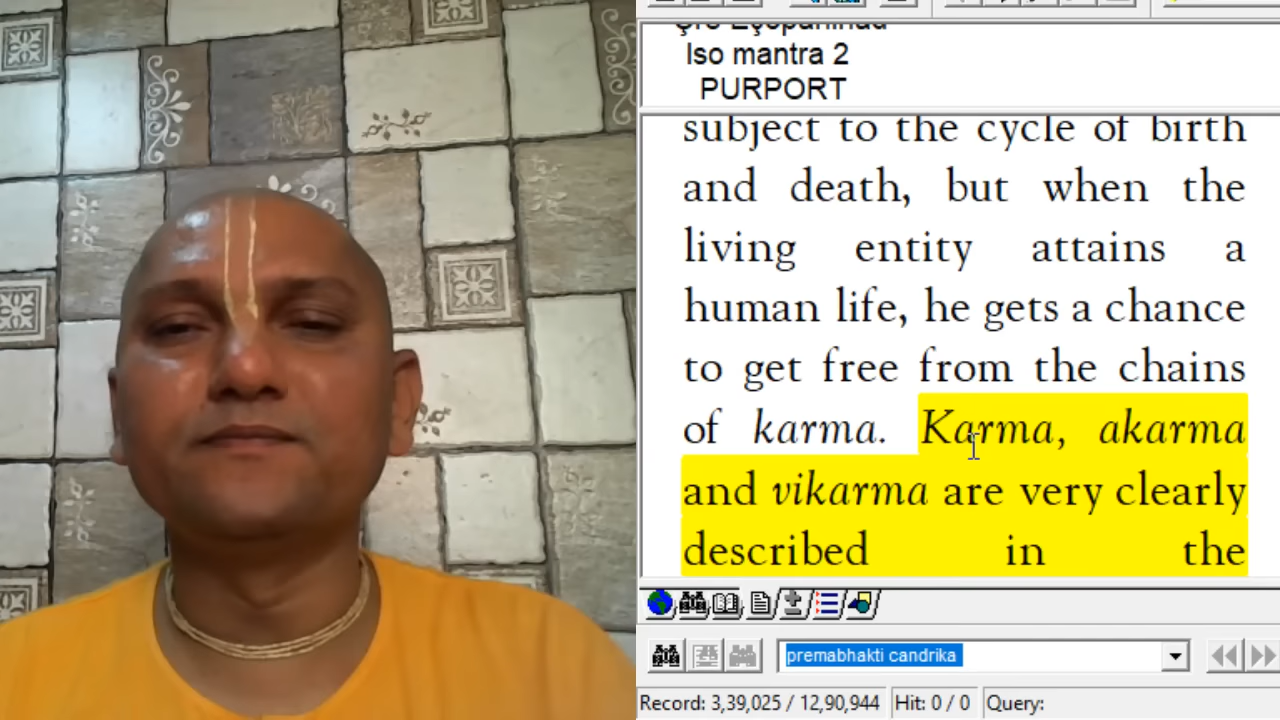 Çré Éçopaniñad
Iso mantra 2
PURPORT
subject to the cycle of birth
and death, but when the
living entity attains a
human life, he gets a chance
to get free from the chains
of karma. Karma, akarma
and vikarma are very clearly
described in the
premabhakti candrika
Record: 3,39,025 / 12,90,944 Hit: 0 / 0 Query: